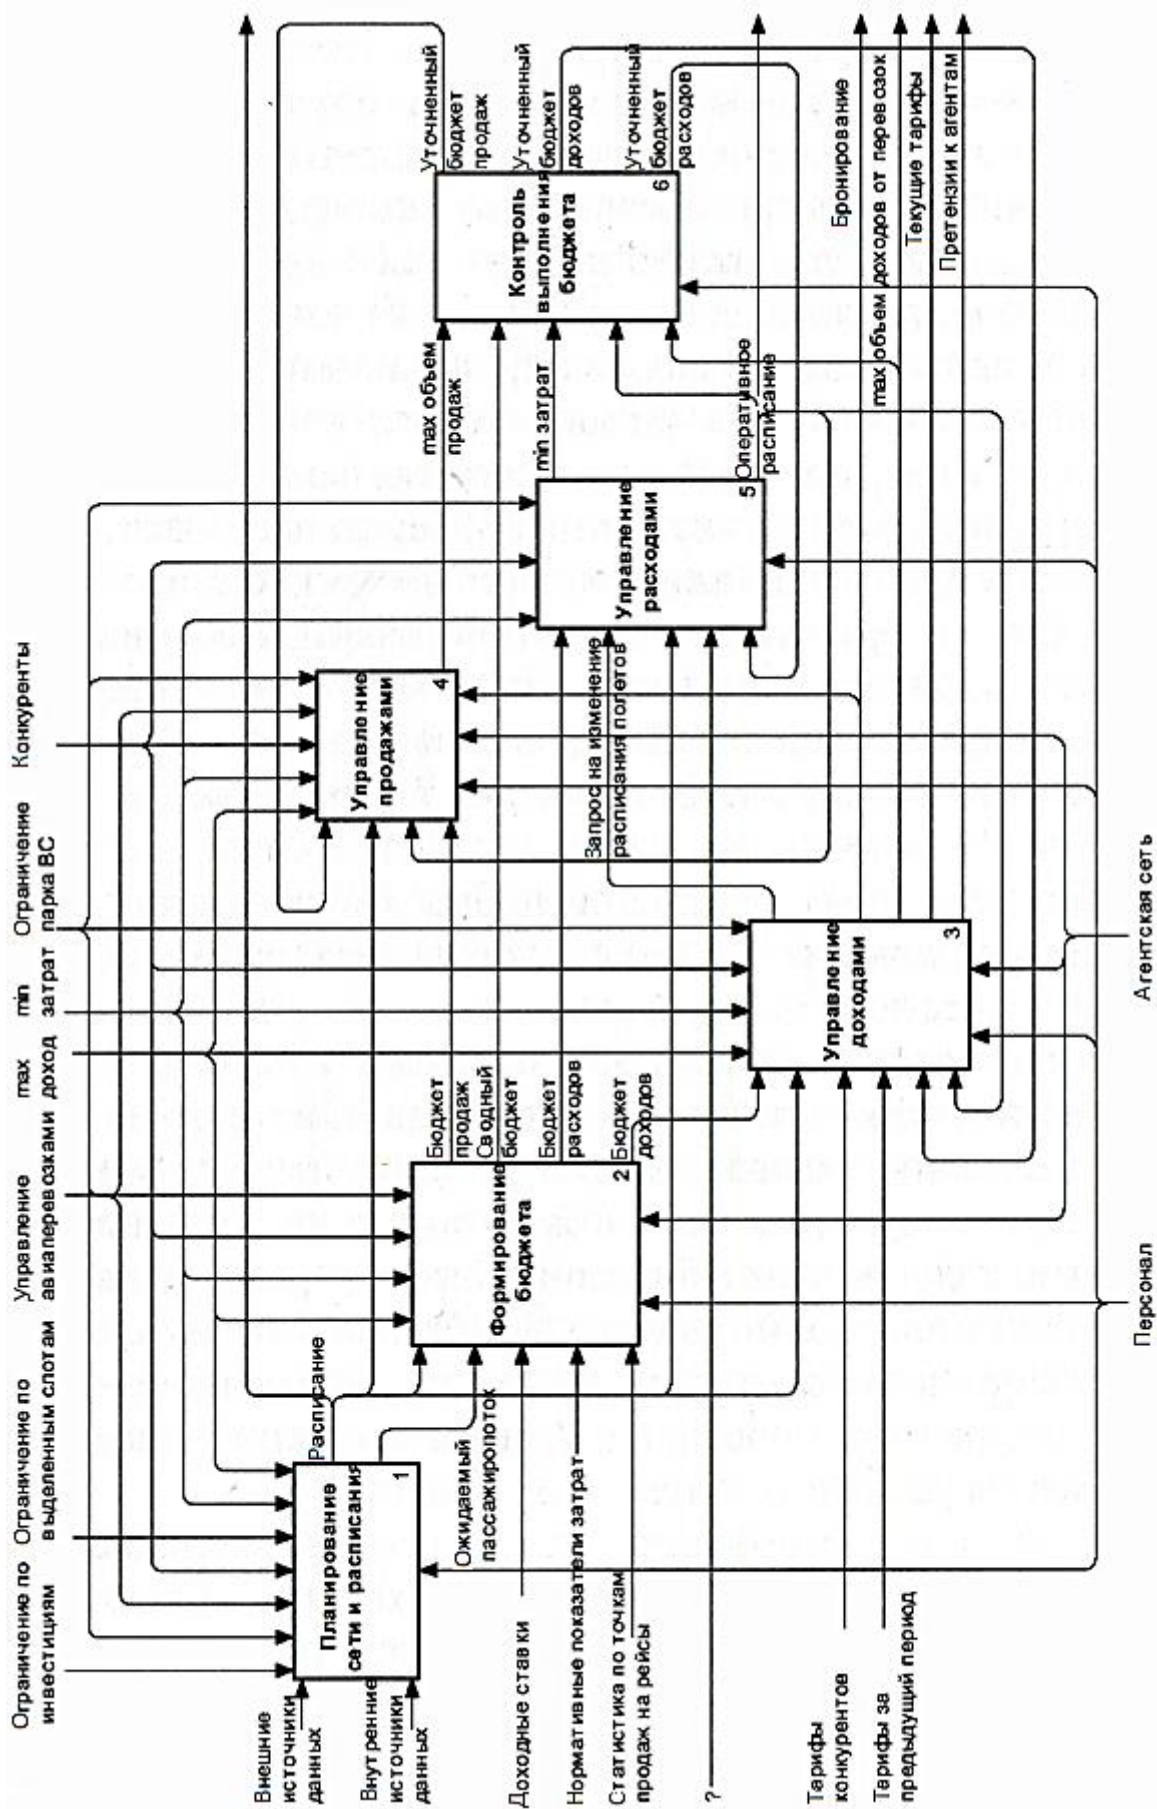 Ограничение по
инвестициям
Ограничение по
выделенным слотам
Управление
авиаперевозками
max
доход
min
затрат
Ограничение
парка ВС
Конкуренты
Внешние
источники
данных
Внутренние
источники
данных
Планирование
сети и расписания
1
Расписание
Ожидаемый
пассажиропоток
Доходные ставки
Нормативные показатели затрат
Статистика по точкам
продаж на рейсы
?
Тарифы
конкурентов
Тарифы за
предыдущий период
Формирование
бюджета
2
Бюджет
продаж
Сводный
бюджет
Бюджет
расходов
Бюджет
доходов
Управление
доходами
3
Запрос на изменение
расписания полетов
Управление
продажами
4
max объем
продаж
Управление
расходами
5
min затрат
Оперативное
расписание
Контроль
выполнения
бюджета
6
Уточненный
бюджет
продаж
Уточненный
бюджет
доходов
Уточненный
бюджет
расходов
Бронирование
max объем доходов от перевозок
Текущие тарифы
Претензии к агентам
Персонал
Агентская сеть